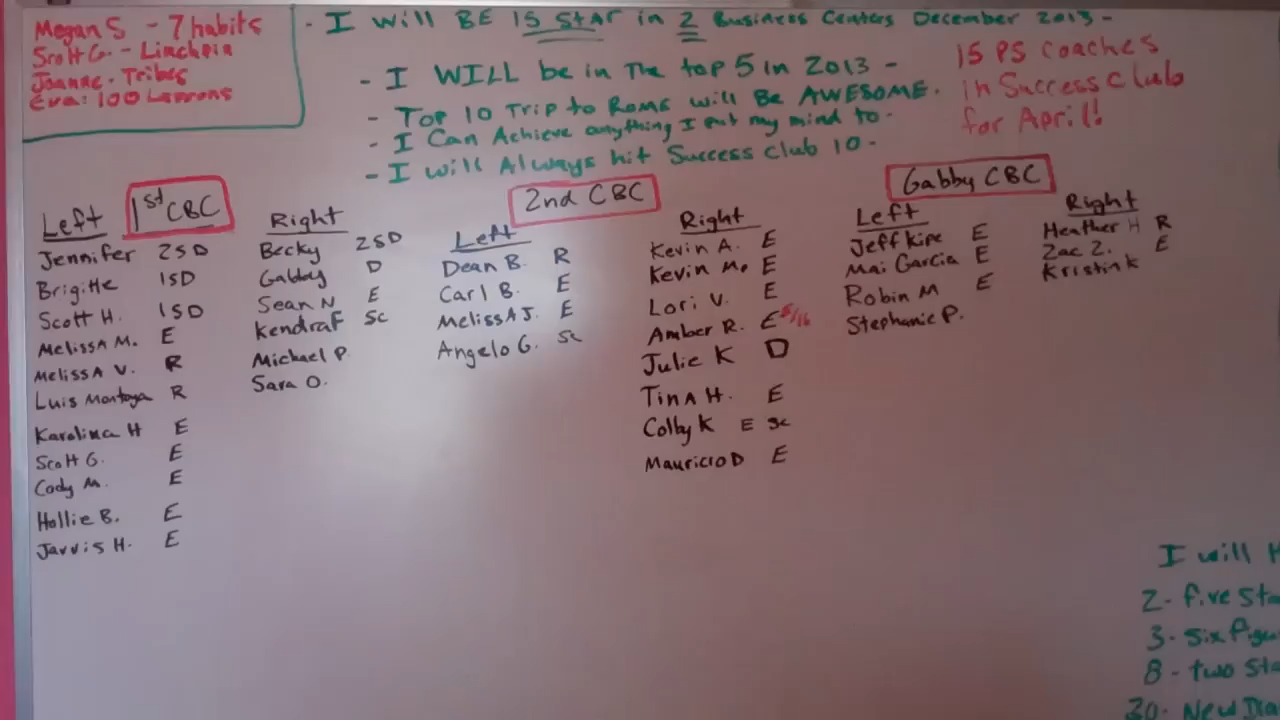 Megan S - 7 habits
Scott G. - Linchpin
Joanne - Tribes
Eva: 100
- I will BE 15 STAR in 2 Business Centers December 2013 -
- I WILL be in The top 5 in 2013 -
- Top 10 Trip to Rome will Be AWESOME.
- I Can Achieve anything I put my mind to.
- I will Always hit Success Club 10 -
15 PS COACHES
in Success Club
for April!
1st CBC
Left
Jennifer 2SD
Brigitte 1SD
Scott H. 1SD
Melissa M. E
Melissa V. R
Luis Montoya R
Karolina H E
Scott G. E
Cody M. E
Hollie B. E
Jarvis H. E
Right
Becky 2SD
Gabby D
Sean N E
Kendra F SC
Michael P.
Sara O.
2nd CBC
Left
Dean B. R
Carl B. E
Melissa J. E
Angelo G. SC
Right
Kevin A. E
Kevin M. E
Lori V. E
Amber R. E 5/16
Julie K D
Tina H. E
Colby K E SC
Mauricio D E
Gabby CBC
Left
Jeff Kipe E
Mai Garcia E
Robin M E
Stephanie P.
Right
Heather H R
Zac Z. E
Kristin K
I will
2 - five
3 - six
8 - two
30 - New